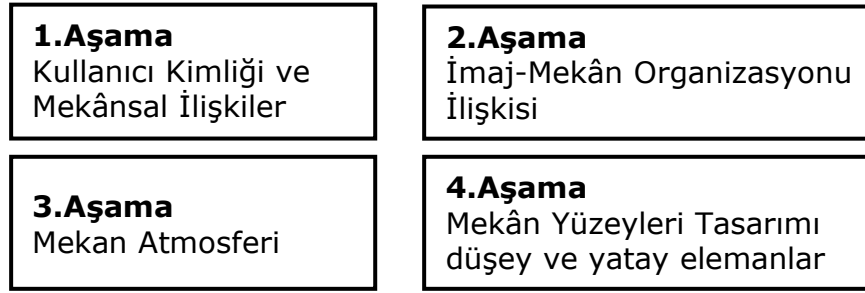 1.Aşama
Kullanıcı Kimliği ve
Mekânsal İlişkiler
2.Aşama
İmaj-Mekân Organizasyonu
İlişkisi
3.Aşama
Mekan Atmosferi
4.Aşama
Mekân Yüzeyleri Tasarımı
düşey ve yatay elemanlar